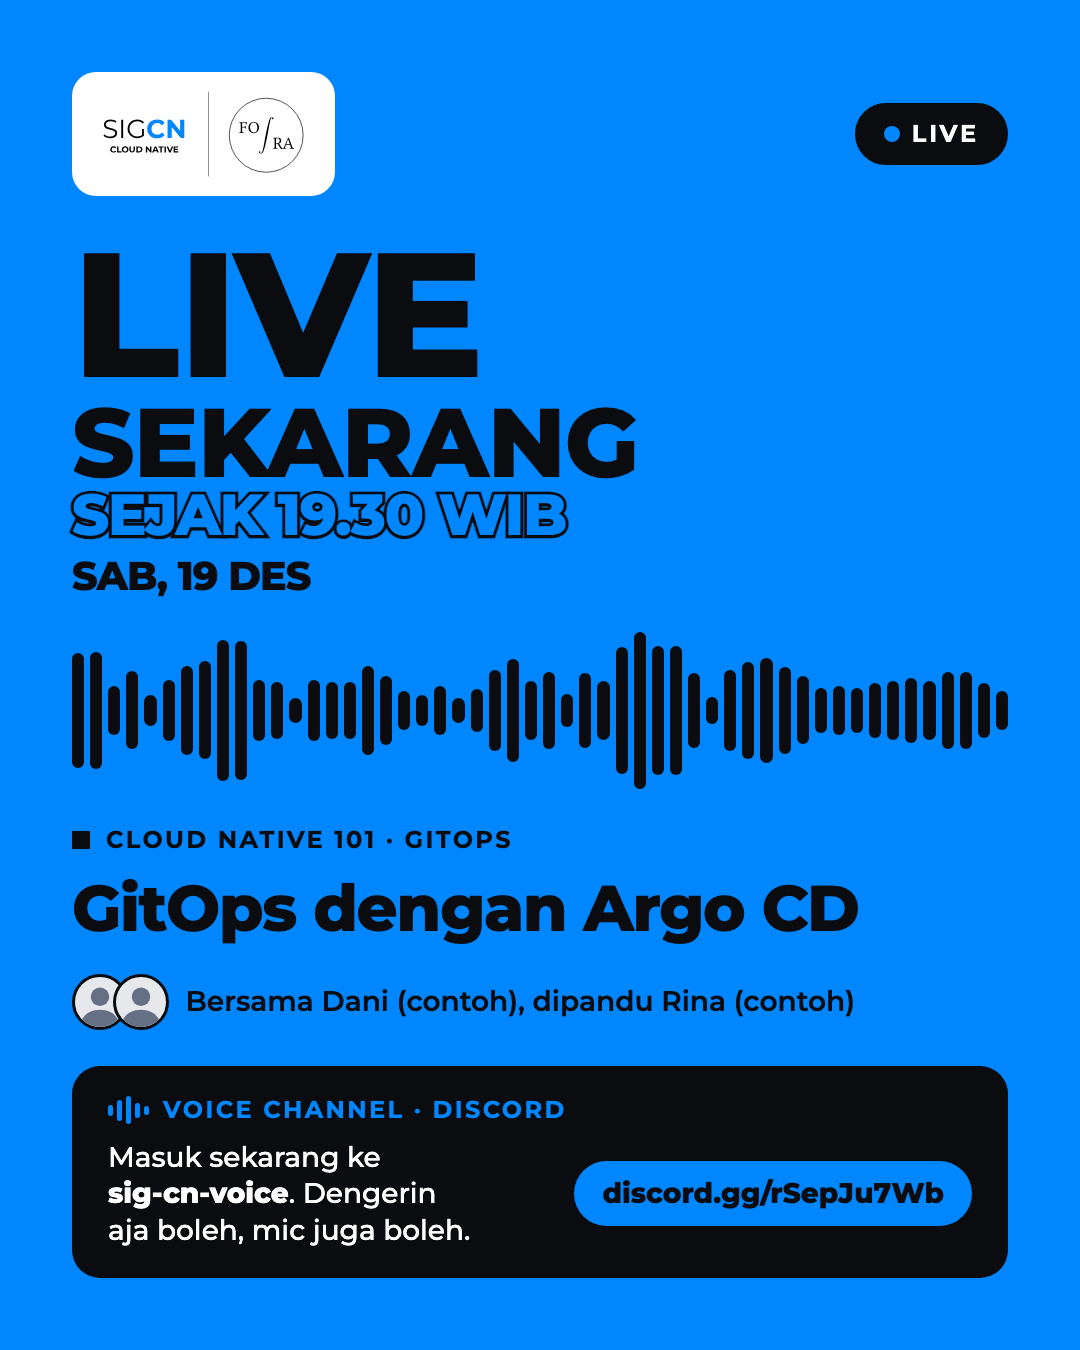 SIGCN
CLOUD NATIVE
FO
RA
LIVE
LIVE
SEKARANG
SEJAK 19.30 WIB
SAB, 19 DES
CLOUD NATIVE 101 · GITOPS
GitOps dengan Argo CD
Bersama Dani (contoh), dipandu Rina (contoh)
VOICE CHANNEL · DISCORD
Masuk sekarang ke
sig-cn-voice. Dengerin
aja boleh, mic juga boleh.
discord.gg/rSepJu7Wb